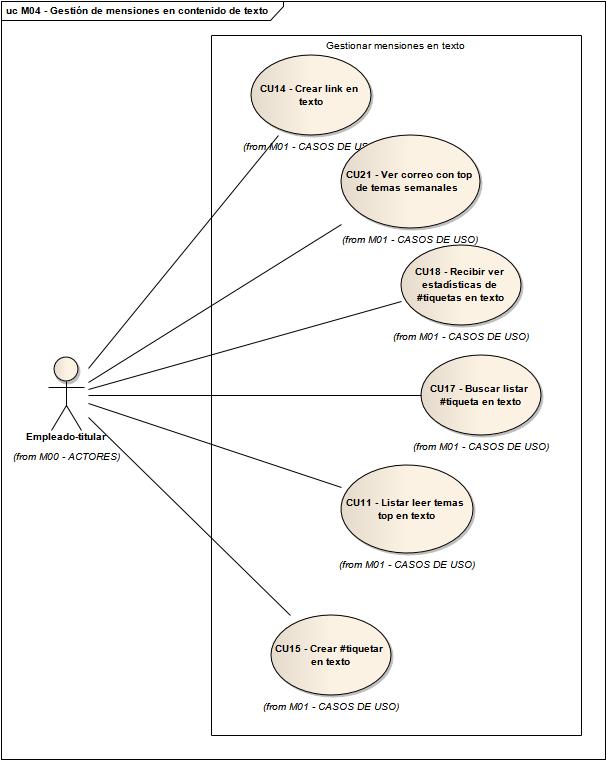 uc M04 - Gestión de mensiones en contenido de texto
Gestionar mensiones en texto
CU14 - Crear link en
texto
(from M01 - CASOS DE US
CU21 - Ver correo con top
de temas semanales
(from M01 - CASOS DE USO)
CU18 - Recibir ver
estadísticas de
#tiquetas en texto
(from M01 - CASOS DE USO)
CU17 - Buscar listar
#tiqueta en texto
(from M01 - CASOS DE USO)
Empleado-titular
(from M00 - ACTORES)
CU11 - Listar leer temas
top en texto
(from M01 - CASOS DE USO)
CU15 - Crear #tiquetar
en texto
(from M01 - CASOS DE USO)